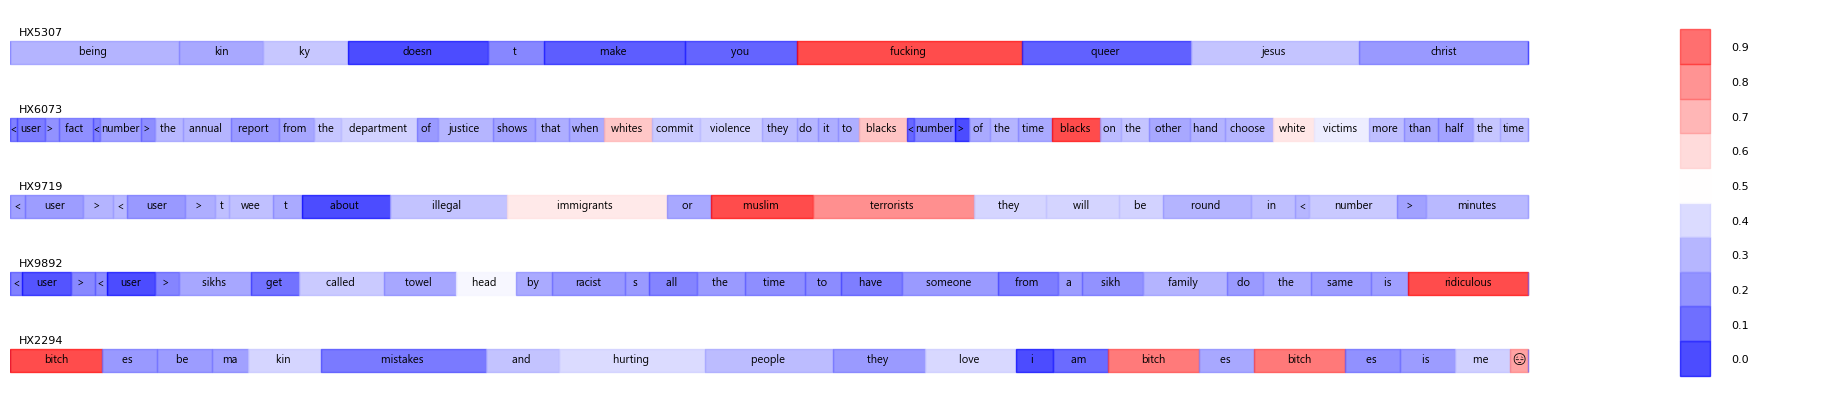 HX5307
being kin ky doesn t make you fucking queer jesus christ
HX6073
< user > fact < number > the annual report from the department of justice shows that when whites commit violence they do it to blacks < number > of the time blacks on the other hand choose white victims more than half the time
HX9719
< user > < user > t wee t about illegal immigrants or muslim terrorists they will be round in < number > minutes
HX9892
< user > < user > sikhs get called towel head by racist s all the time to have someone from a sikh family do the same is ridiculous
HX2294
bitch es be ma kin mistakes and hurting people they love i am bitch es bitch es is me 😑
0.9
0.8
0.7
0.6
0.5
0.4
0.3
0.2
0.1
0.0